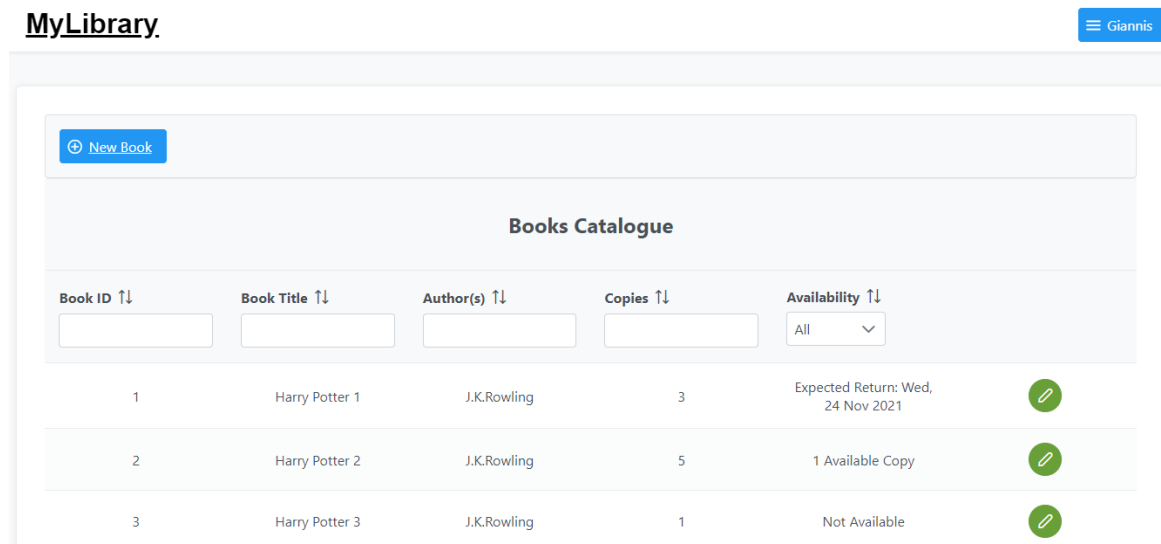 MyLibrary
Giannis
New Book
Books Catalogue
Book ID Book Title Author(s) Copies Availability
All
1 Harry Potter 1 J.K.Rowling 3 Expected Return: Wed,
24 Nov 2021
2 Harry Potter 2 J.K.Rowling 5 1 Available Copy
3 Harry Potter 3 J.K.Rowling 1 Not Available